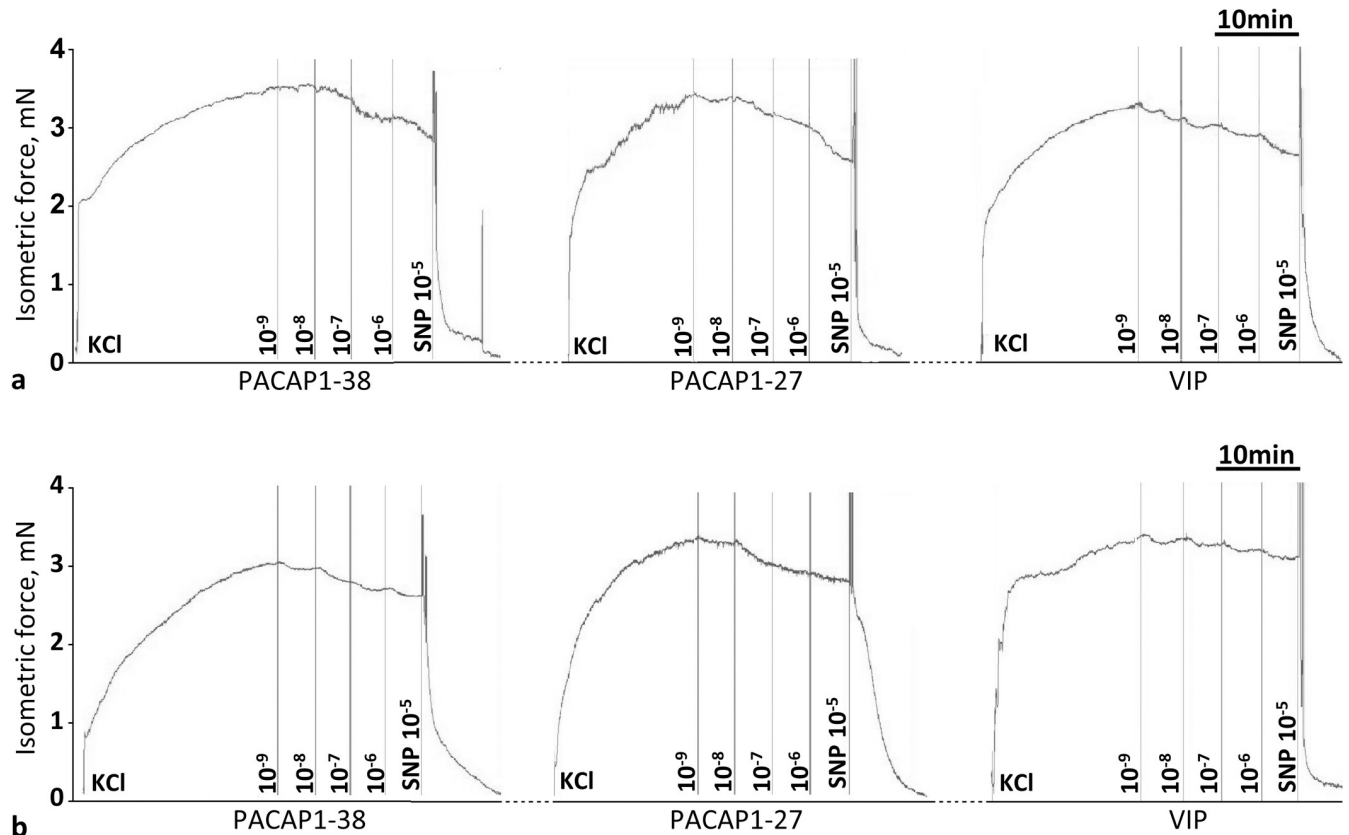 10min
Isometric force, mN
4
3
2
1
0
KCl 10⁻⁹ 10⁻⁸ 10⁻⁷ 10⁻⁶ SNP 10⁻⁵ KCl 10⁻⁹ 10⁻⁸ 10⁻⁷ 10⁻⁶ SNP 10⁻⁵ KCl 10⁻⁹ 10⁻⁸ 10⁻⁷ 10⁻⁶ SNP 10⁻⁵
a PACAP1-38 PACAP1-27 VIP
10min
Isometric force, mN
4
3
2
1
0
KCl 10⁻⁹ 10⁻⁸ 10⁻⁷ 10⁻⁶ SNP 10⁻⁵ KCl 10⁻⁹ 10⁻⁸ 10⁻⁷ 10⁻⁶ SNP 10⁻⁵ KCl 10⁻⁹ 10⁻⁸ 10⁻⁷ 10⁻⁶ SNP 10⁻⁵
b PACAP1-38 PACAP1-27 VIP